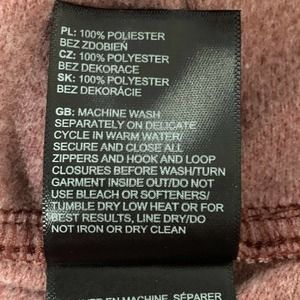 PL: 100% POLIESTER
BEZ ZDOBIEŃ
CZ: 100% POLYESTER
BEZ DEKORACE
SK: 100% POLYESTER
BEZ DEKORÁCIE
GB: MACHINE WASH
SEPARATELY ON DELICATE
CYCLE IN WARM WATER/
SECURE AND CLOSE ALL
ZIPPERS AND HOOK AND LOOP
CLOSURES BEFORE WASH/TURN
GARMENT INSIDE OUT/DO NOT
USE BLEACH OR SOFTENERS/
TUMBLE DRY LOW HEAT OR FOR
BEST RESULTS, LINE DRY/DO
NOT IRON OR DRY CLEAN
EN MACHINE, SÉPARER